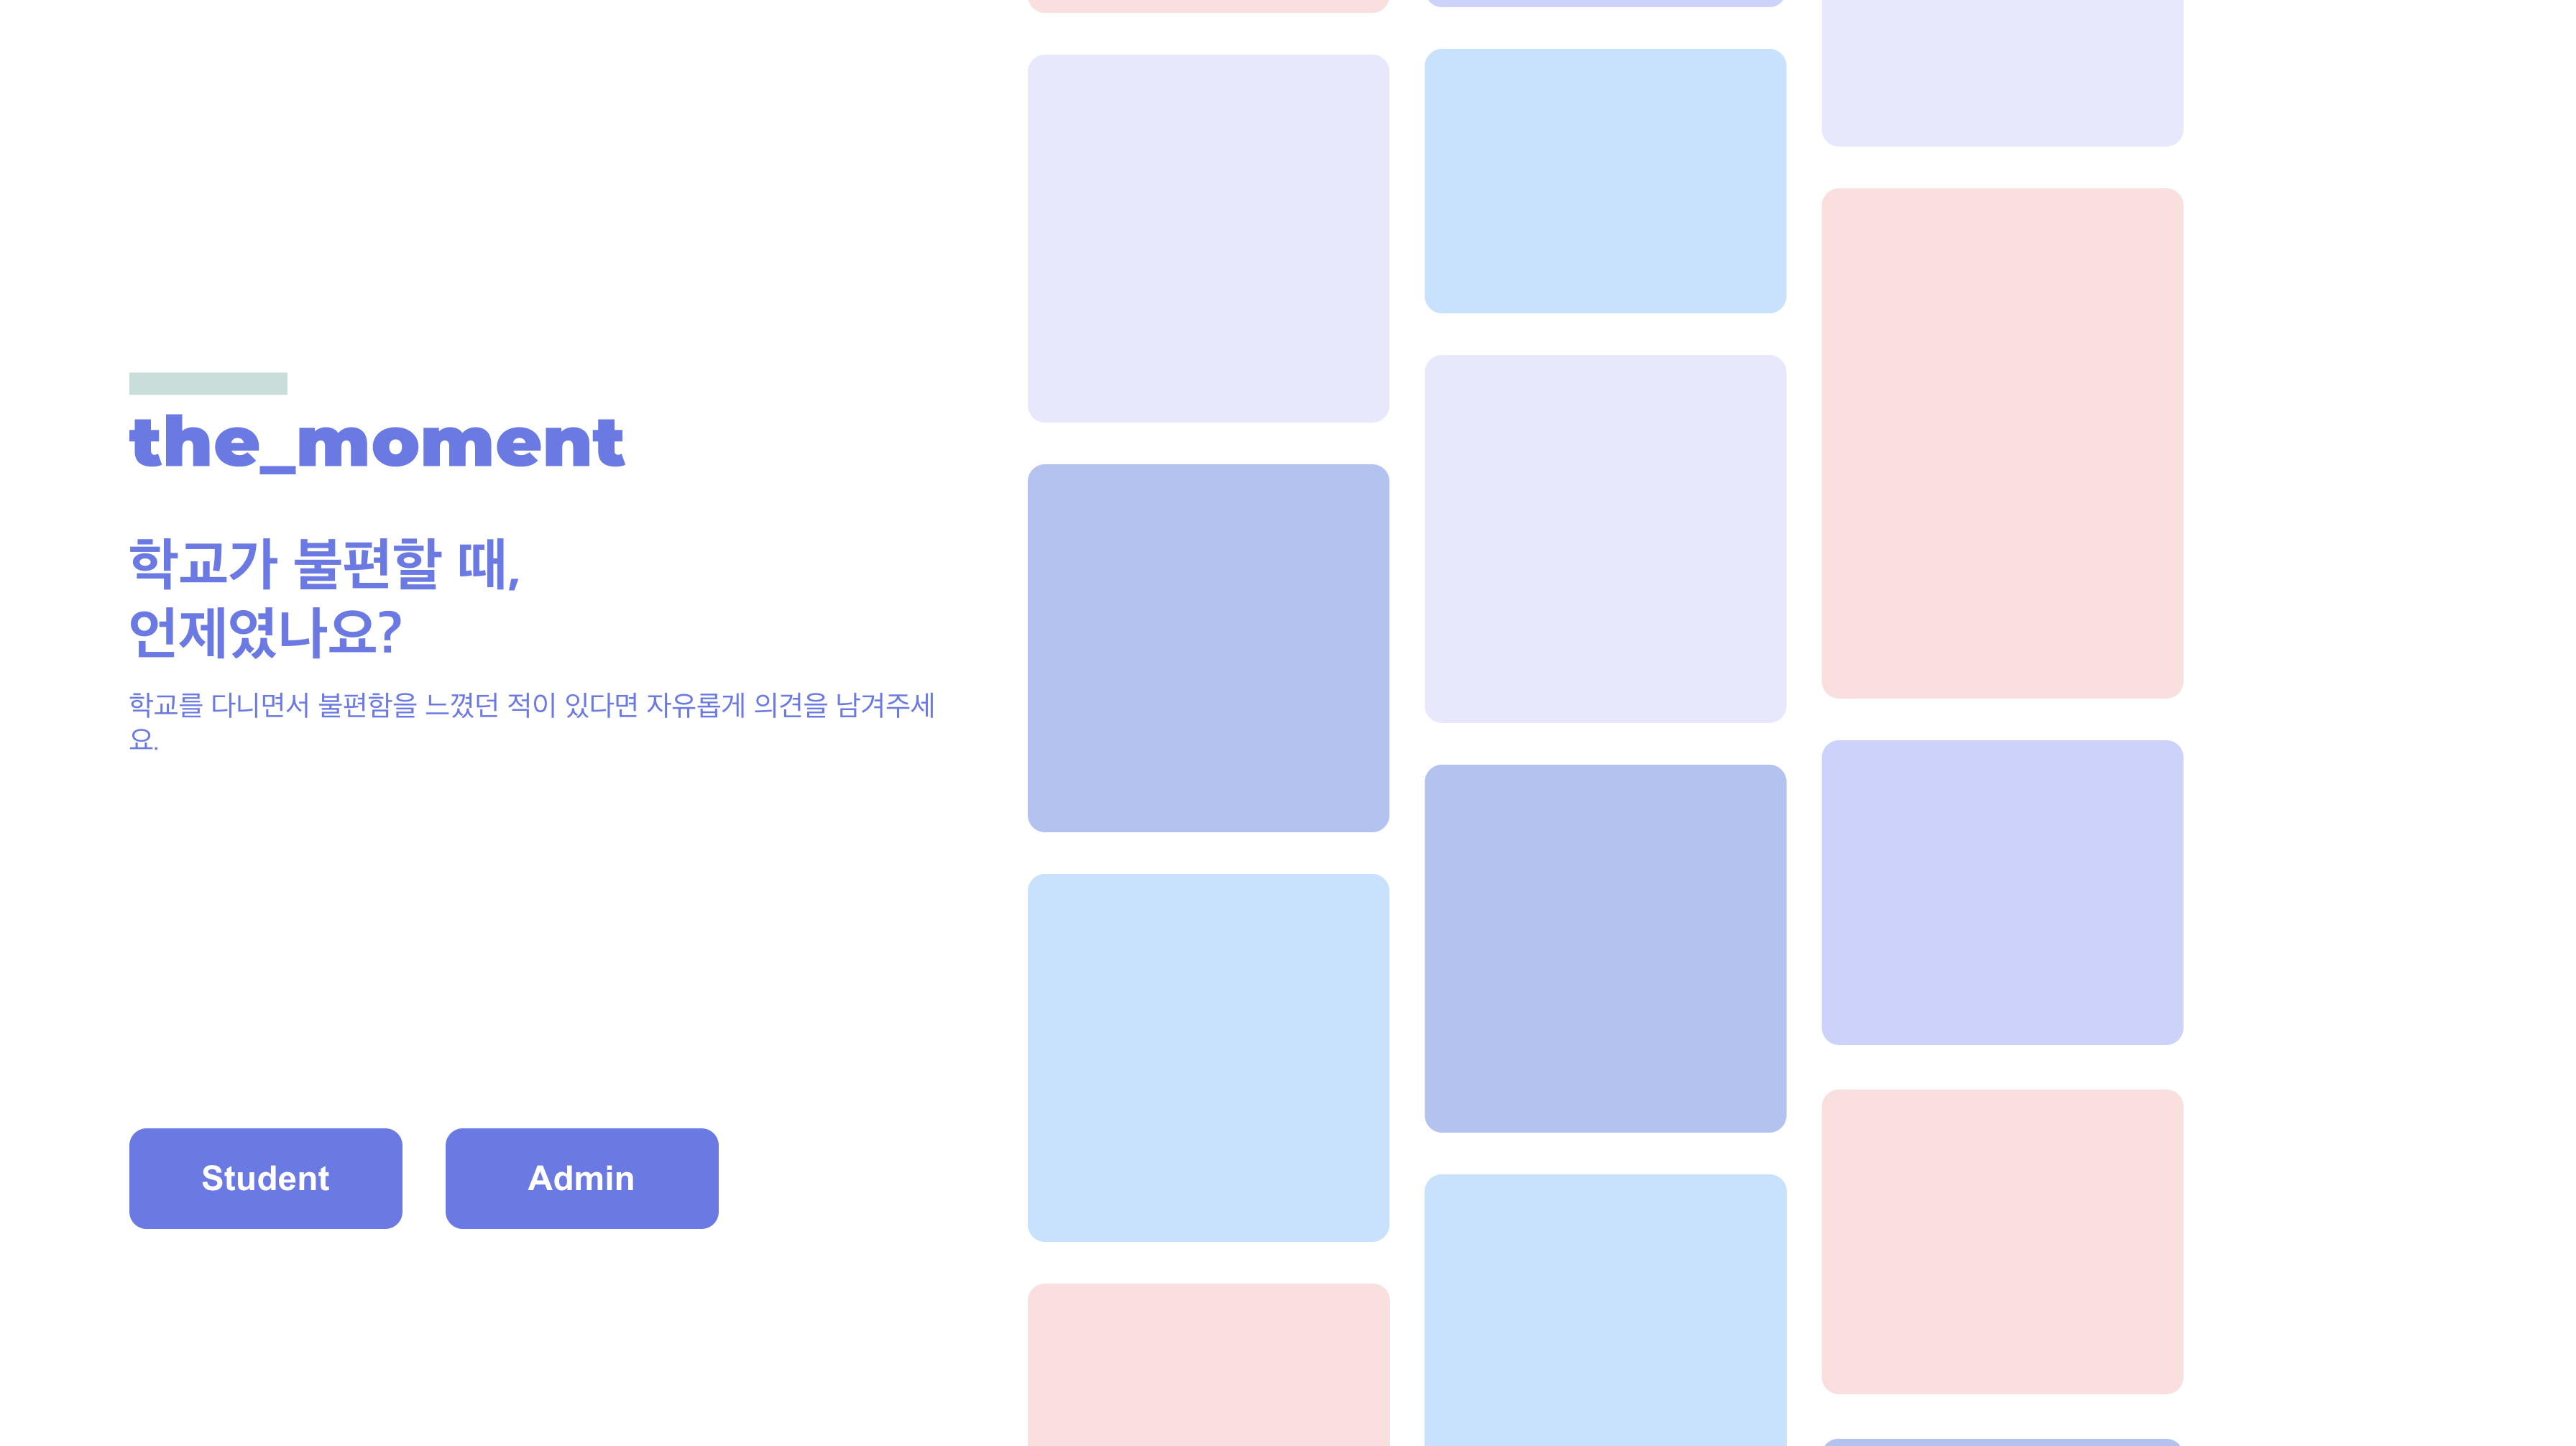 the_moment
학교가 불편할 때,
언제였나요?
학교를 다니면서 불편함을 느꼈던 적이 있다면 자유롭게 의견을 남겨주세
요.
Student
Admin